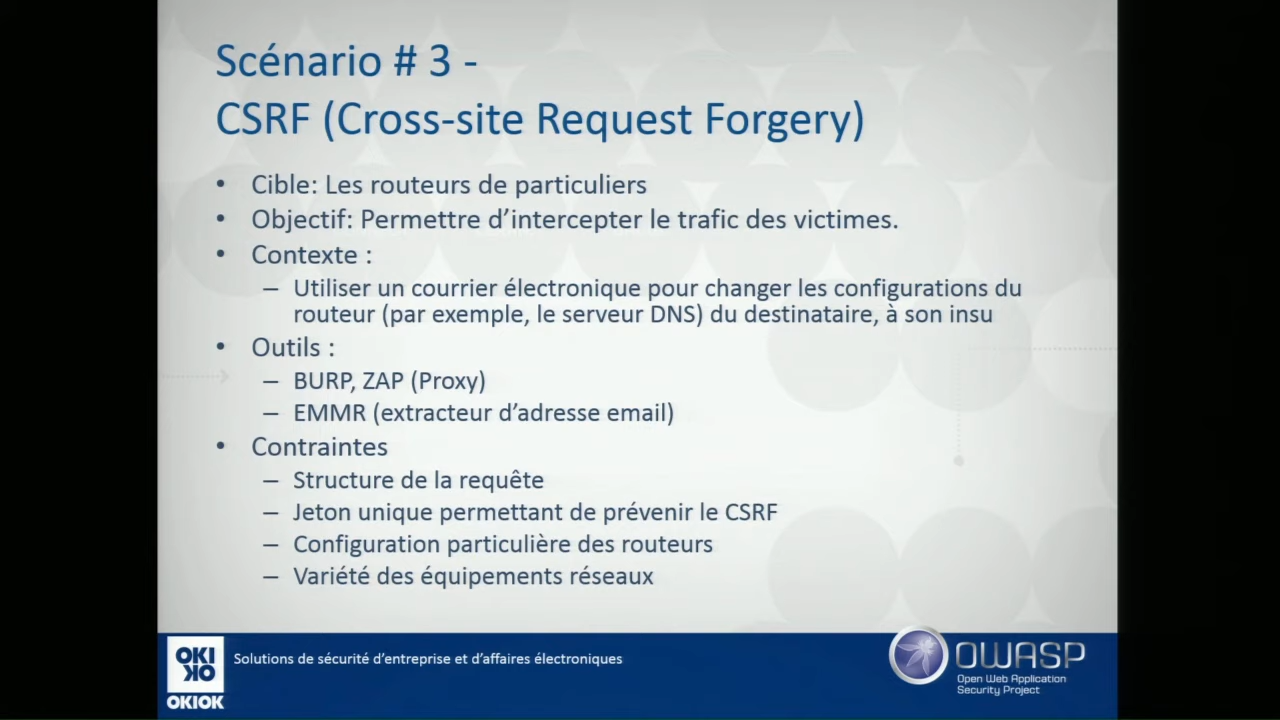 Scénario # 3 -
CSRF (Cross-site Request Forgery)
• Cible: Les routeurs de particuliers
• Objectif: Permettre d’intercepter le trafic des victimes.
• Contexte :
– Utiliser un courrier électronique pour changer les configurations du
routeur (par exemple, le serveur DNS) du destinataire, à son insu
• Outils :
– BURP, ZAP (Proxy)
– EMMR (extracteur d’adresse email)
• Contraintes
– Structure de la requête
– Jeton unique permettant de prévenir le CSRF
– Configuration particulière des routeurs
– Variété des équipements réseaux
OKI
OK
OKIOK
Solutions de sécurité d’entreprise et d’affaires électroniques
OWASP
Open Web Application
Security Project